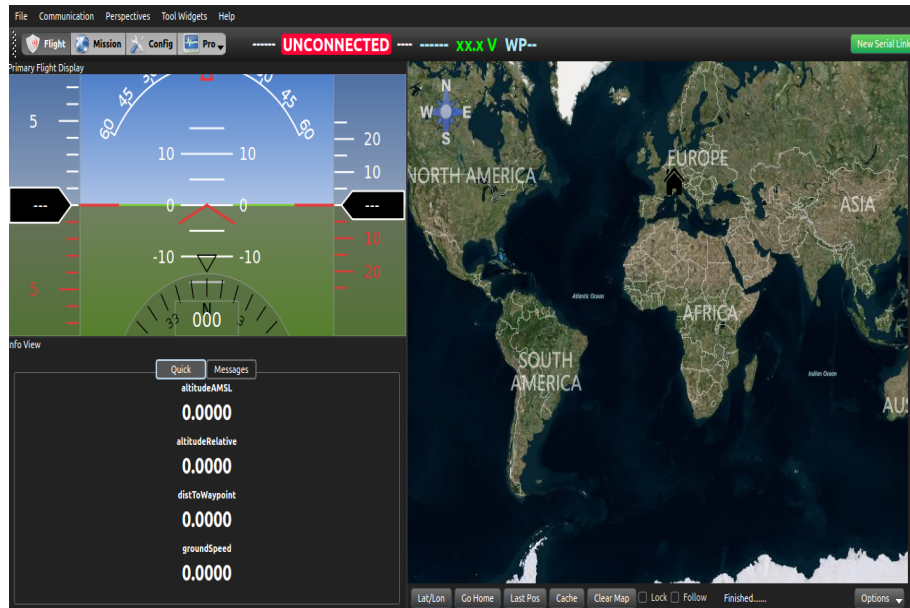 File Communication Perspectives Tool Widgets Help
Flight Mission Config Pro ------ UNCONNECTED ---- ------ xx.x V WP-- New Serial Link
Primary Flight Display
60 45 45 60
5
20
10 10
10
--- 0 0 ---
10
-10 -10
20
5
33 N 3
000
N
W E
S
NORTH AMERICA
EUROPE
ASIA
Atlantic Ocean
AFRICA
SOUTH
AMERICA
Indian Ocean
AUS
nfo View
Quick Messages
altitudeAMSL
0.0000
altitudeRelative
0.0000
distToWaypoint
0.0000
groundSpeed
0.0000
Lat/Lon Go Home Last Pos Cache Clear Map Lock Follow Finished...... Options